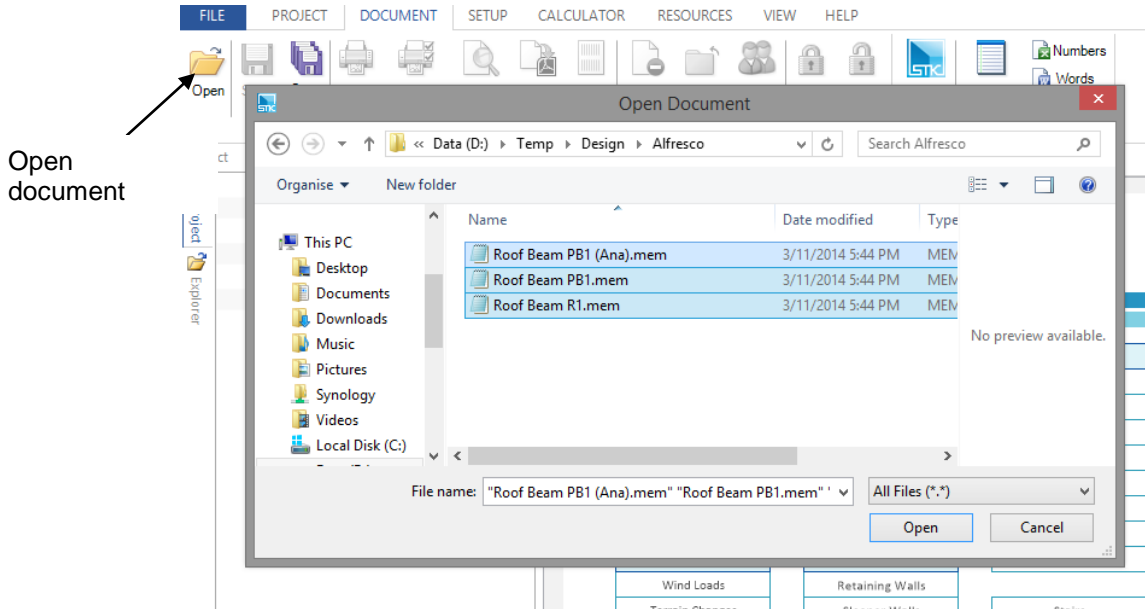 FILE PROJECT DOCUMENT SETUP CALCULATOR RESOURCES VIEW HELP
Numbers
Words
Open
STK
Open Document
Open
document
« Data (D:) Temp Design Alfresco
Search Alfresco
Organise New folder
Name Date modified Type
This PC
Desktop
Documents
Downloads
Music
Pictures
Synology
Videos
Local Disk (C:)
Roof Beam PB1 (Ana).mem 3/11/2014 5:44 PM MEM
Roof Beam PB1.mem 3/11/2014 5:44 PM MEM
Roof Beam R1.mem 3/11/2014 5:44 PM MEM
No preview available.
Explorer
File name: "Roof Beam PB1 (Ana).mem" "Roof Beam PB1.mem" '
All Files (*.*)
Open Cancel
Wind Loads Retaining Walls